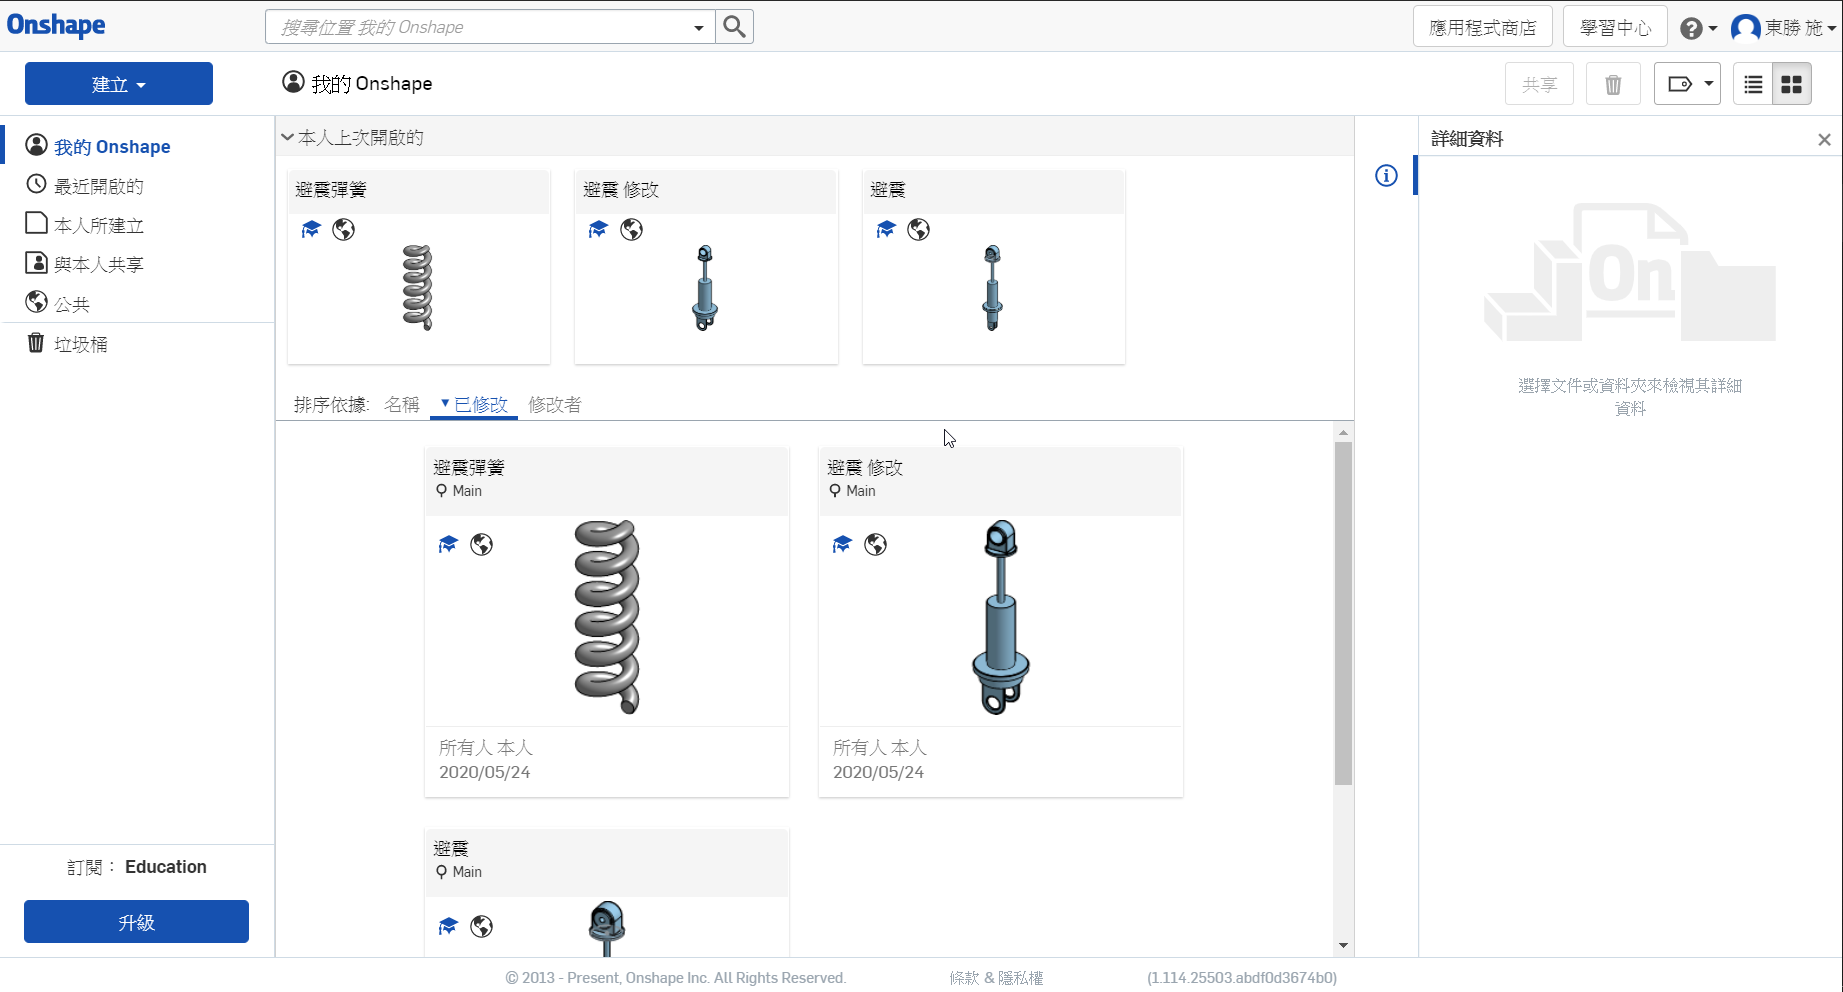 Onshape
搜尋位置 我的 Onshape
應用程式商店
學習中心
東勝 施
建立
我的 Onshape
共享
我的 Onshape
最近開啟的
本人所建立
與本人共享
公共
垃圾桶
本人上次開啟的
避震彈簧
避震 修改
避震
排序依據: 名稱 已修改 修改者
避震彈簧
Main
所有人 本人
2020/05/24
避震 修改
Main
所有人 本人
2020/05/24
避震
Main
詳細資料
On
選擇文件或資料夾來檢視其詳細
資料
訂閱： Education
升級
© 2013 - Present, Onshape Inc. All Rights Reserved.
條款 & 隱私權
(1.114.25503.abdf0d3674b0)